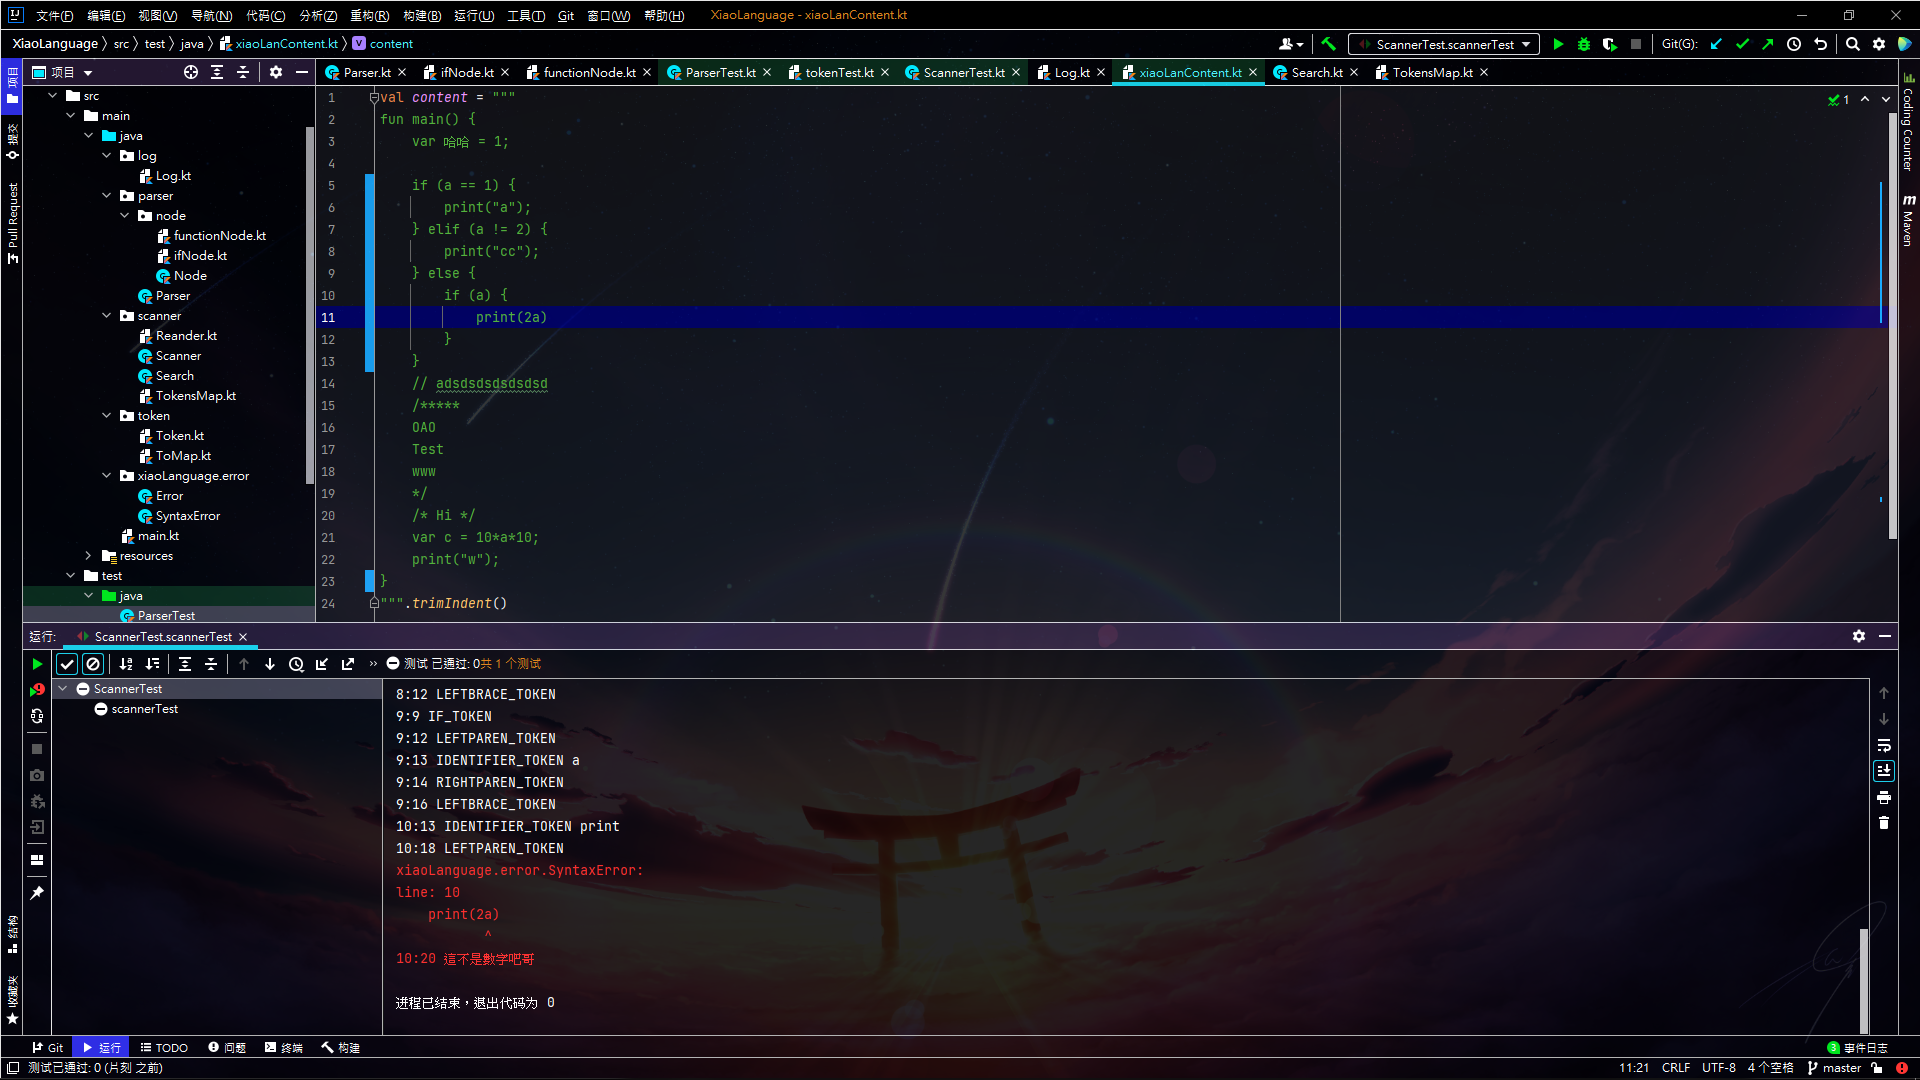 文件(F) 编辑(E) 视图(V) 导航(N) 代码(C) 分析(Z) 重构(R) 构建(B) 运行(U) 工具(T) Git 窗口(W) 帮助(H) XiaoLanguage - xiaoLanContent.kt
XiaoLanguage src test java xiaoLanContent.kt content ScannerTest.scannerTest Git(G):
项目 Parser.kt ifNode.kt functionNode.kt ParserTest.kt tokenTest.kt ScannerTest.kt Log.kt xiaoLanContent.kt Search.kt TokensMap.kt
项目
提交
Pull Request
结构
收藏夹
src
main
java
log
Log.kt
parser
node
functionNode.kt
ifNode.kt
Node
Parser
scanner
Reander.kt
Scanner
Search
TokensMap.kt
token
Token.kt
ToMap.kt
xiaoLanguage.error
Error
SyntaxError
main.kt
resources
test
java
ParserTest
1 val content = """
2 fun main() {
3 var 哈哈 = 1;
4
5 if (a == 1) {
6 print("a");
7 } elif (a != 2) {
8 print("cc");
9 } else {
10 if (a) {
11 print(2a)
12 }
13 }
14 // adsdsdsdsdsdsd
15 /*****
16 OAO
17 Test
18 www
19 */
20 /* Hi */
21 var c = 10*a*10;
22 print("w");
23 }
24 """.trimIndent()
1
Coding Counter
Maven
运行: ScannerTest.scannerTest
测试 已通过: 0共 1 个测试
ScannerTest
scannerTest
8:12 LEFTBRACE_TOKEN
9:9 IF_TOKEN
9:12 LEFTPAREN_TOKEN
9:13 IDENTIFIER_TOKEN a
9:14 RIGHTPAREN_TOKEN
9:16 LEFTBRACE_TOKEN
10:13 IDENTIFIER_TOKEN print
10:18 LEFTPAREN_TOKEN
xiaoLanguage.error.SyntaxError:
line: 10
print(2a)
^
10:20 這不是數字吧哥
进程已结束，退出代码为 0
Git 运行 TODO 问题 终端 构建 3 事件日志
测试已通过: 0 (片刻 之前) 11:21 CRLF UTF-8 4 个空格 master